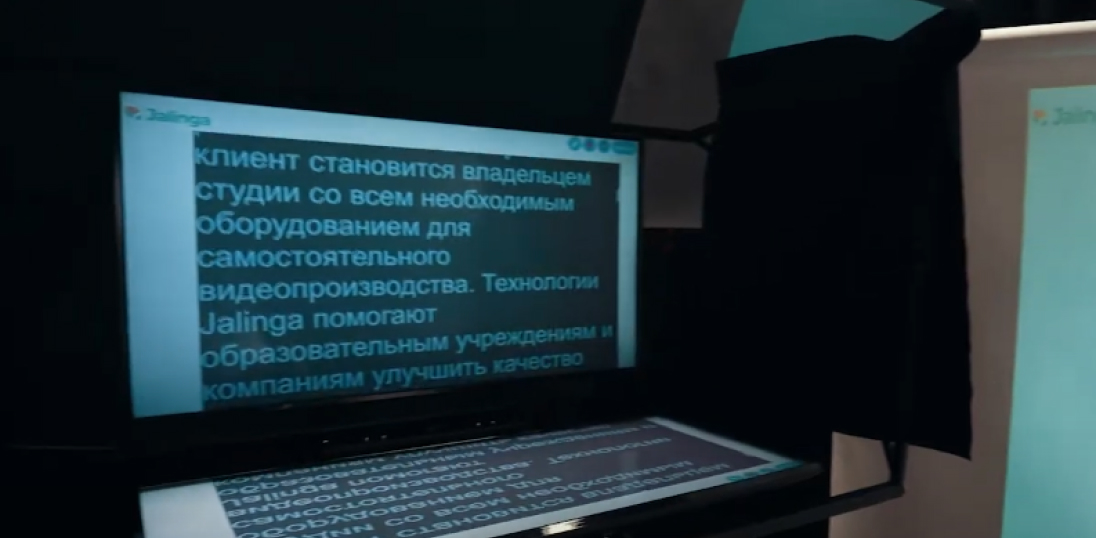 Jalinga
клиент становится владельцем
студии со всем необходимым
оборудованием для
самостоятельного
видеопроизводства. Технологии
Jalinga помогают
образовательным учреждениям и
компаниям улучшить качество